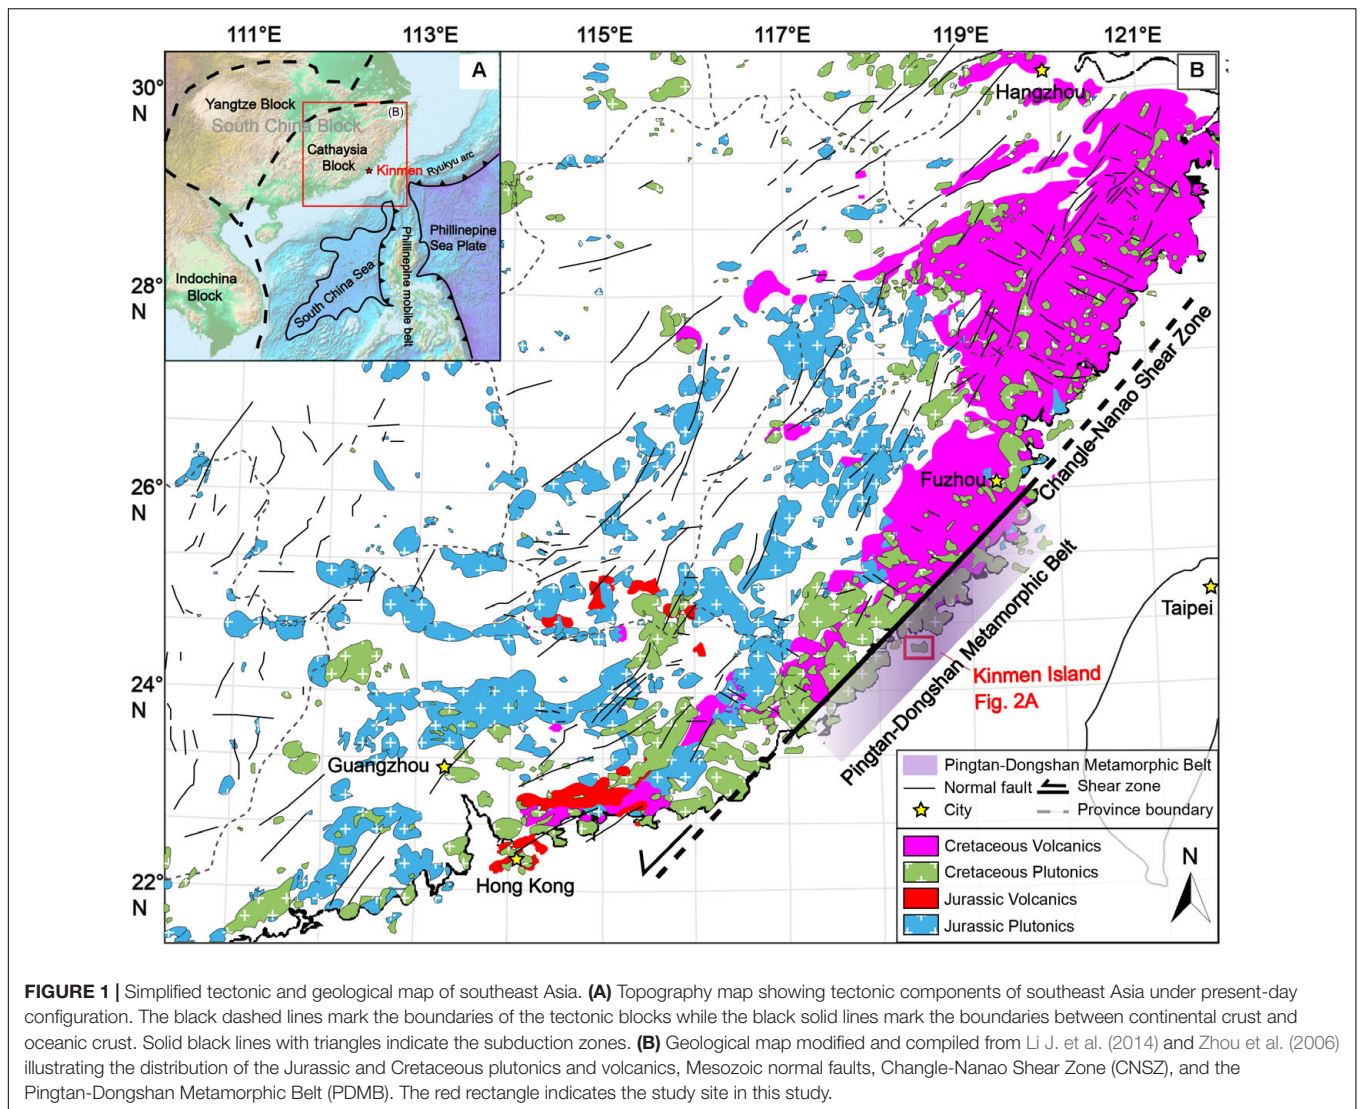 111°E 113°E 115°E 117°E 119°E 121°E
30°
N
28°
N
26°
N
24°
N
22°
N
A
Yangtze Block
South China Block
(B)
Cathaysia
Block
Kinmen
Ryukyu arc
Phillinepine
Sea Plate
Phillinepine mobile belt
South China Sea
Indochina
Block
B
Hangzhou
Changle-Nanao Shear Zone
Fuzhou
Taipei
Pingtan-Dongshan Metamorphic Belt
Kinmen Island
Fig. 2A
Guangzhou
Hong Kong
Pingtan-Dongshan Metamorphic Belt
Normal fault Shear zone
City Province boundary
Cretaceous Volcanics
Cretaceous Plutonics
Jurassic Volcanics
Jurassic Plutonics
N
FIGURE 1 | Simplified tectonic and geological map of southeast Asia. (A) Topography map showing tectonic components of southeast Asia under present-day
configuration. The black dashed lines mark the boundaries of the tectonic blocks while the black solid lines mark the boundaries between continental crust and
oceanic crust. Solid black lines with triangles indicate the subduction zones. (B) Geological map modified and compiled from Li J. et al. (2014) and Zhou et al. (2006)
illustrating the distribution of the Jurassic and Cretaceous plutonics and volcanics, Mesozoic normal faults, Changle-Nanao Shear Zone (CNSZ), and the
Pingtan-Dongshan Metamorphic Belt (PDMB). The red rectangle indicates the study site in this study.